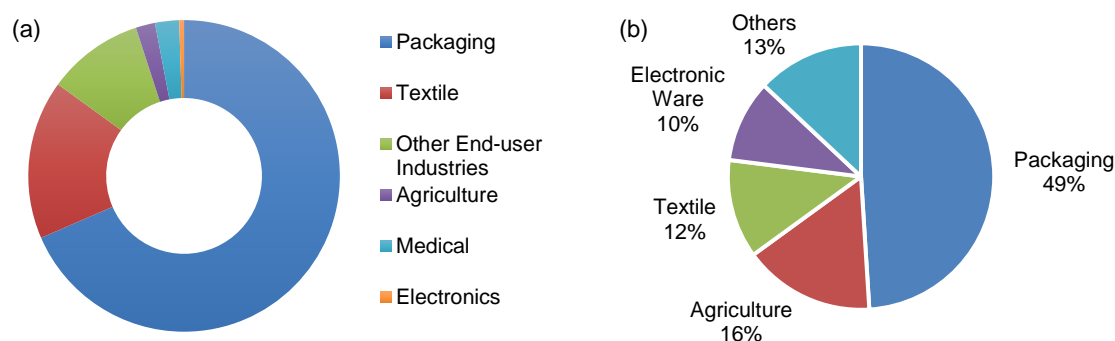 (a)
Packaging
Textile
Other End-user
Industries
Agriculture
Medical
Electronics
(b)
Others
13%
Electronic
Ware
10%
Packaging
49%
Textile
12%
Agriculture
16%